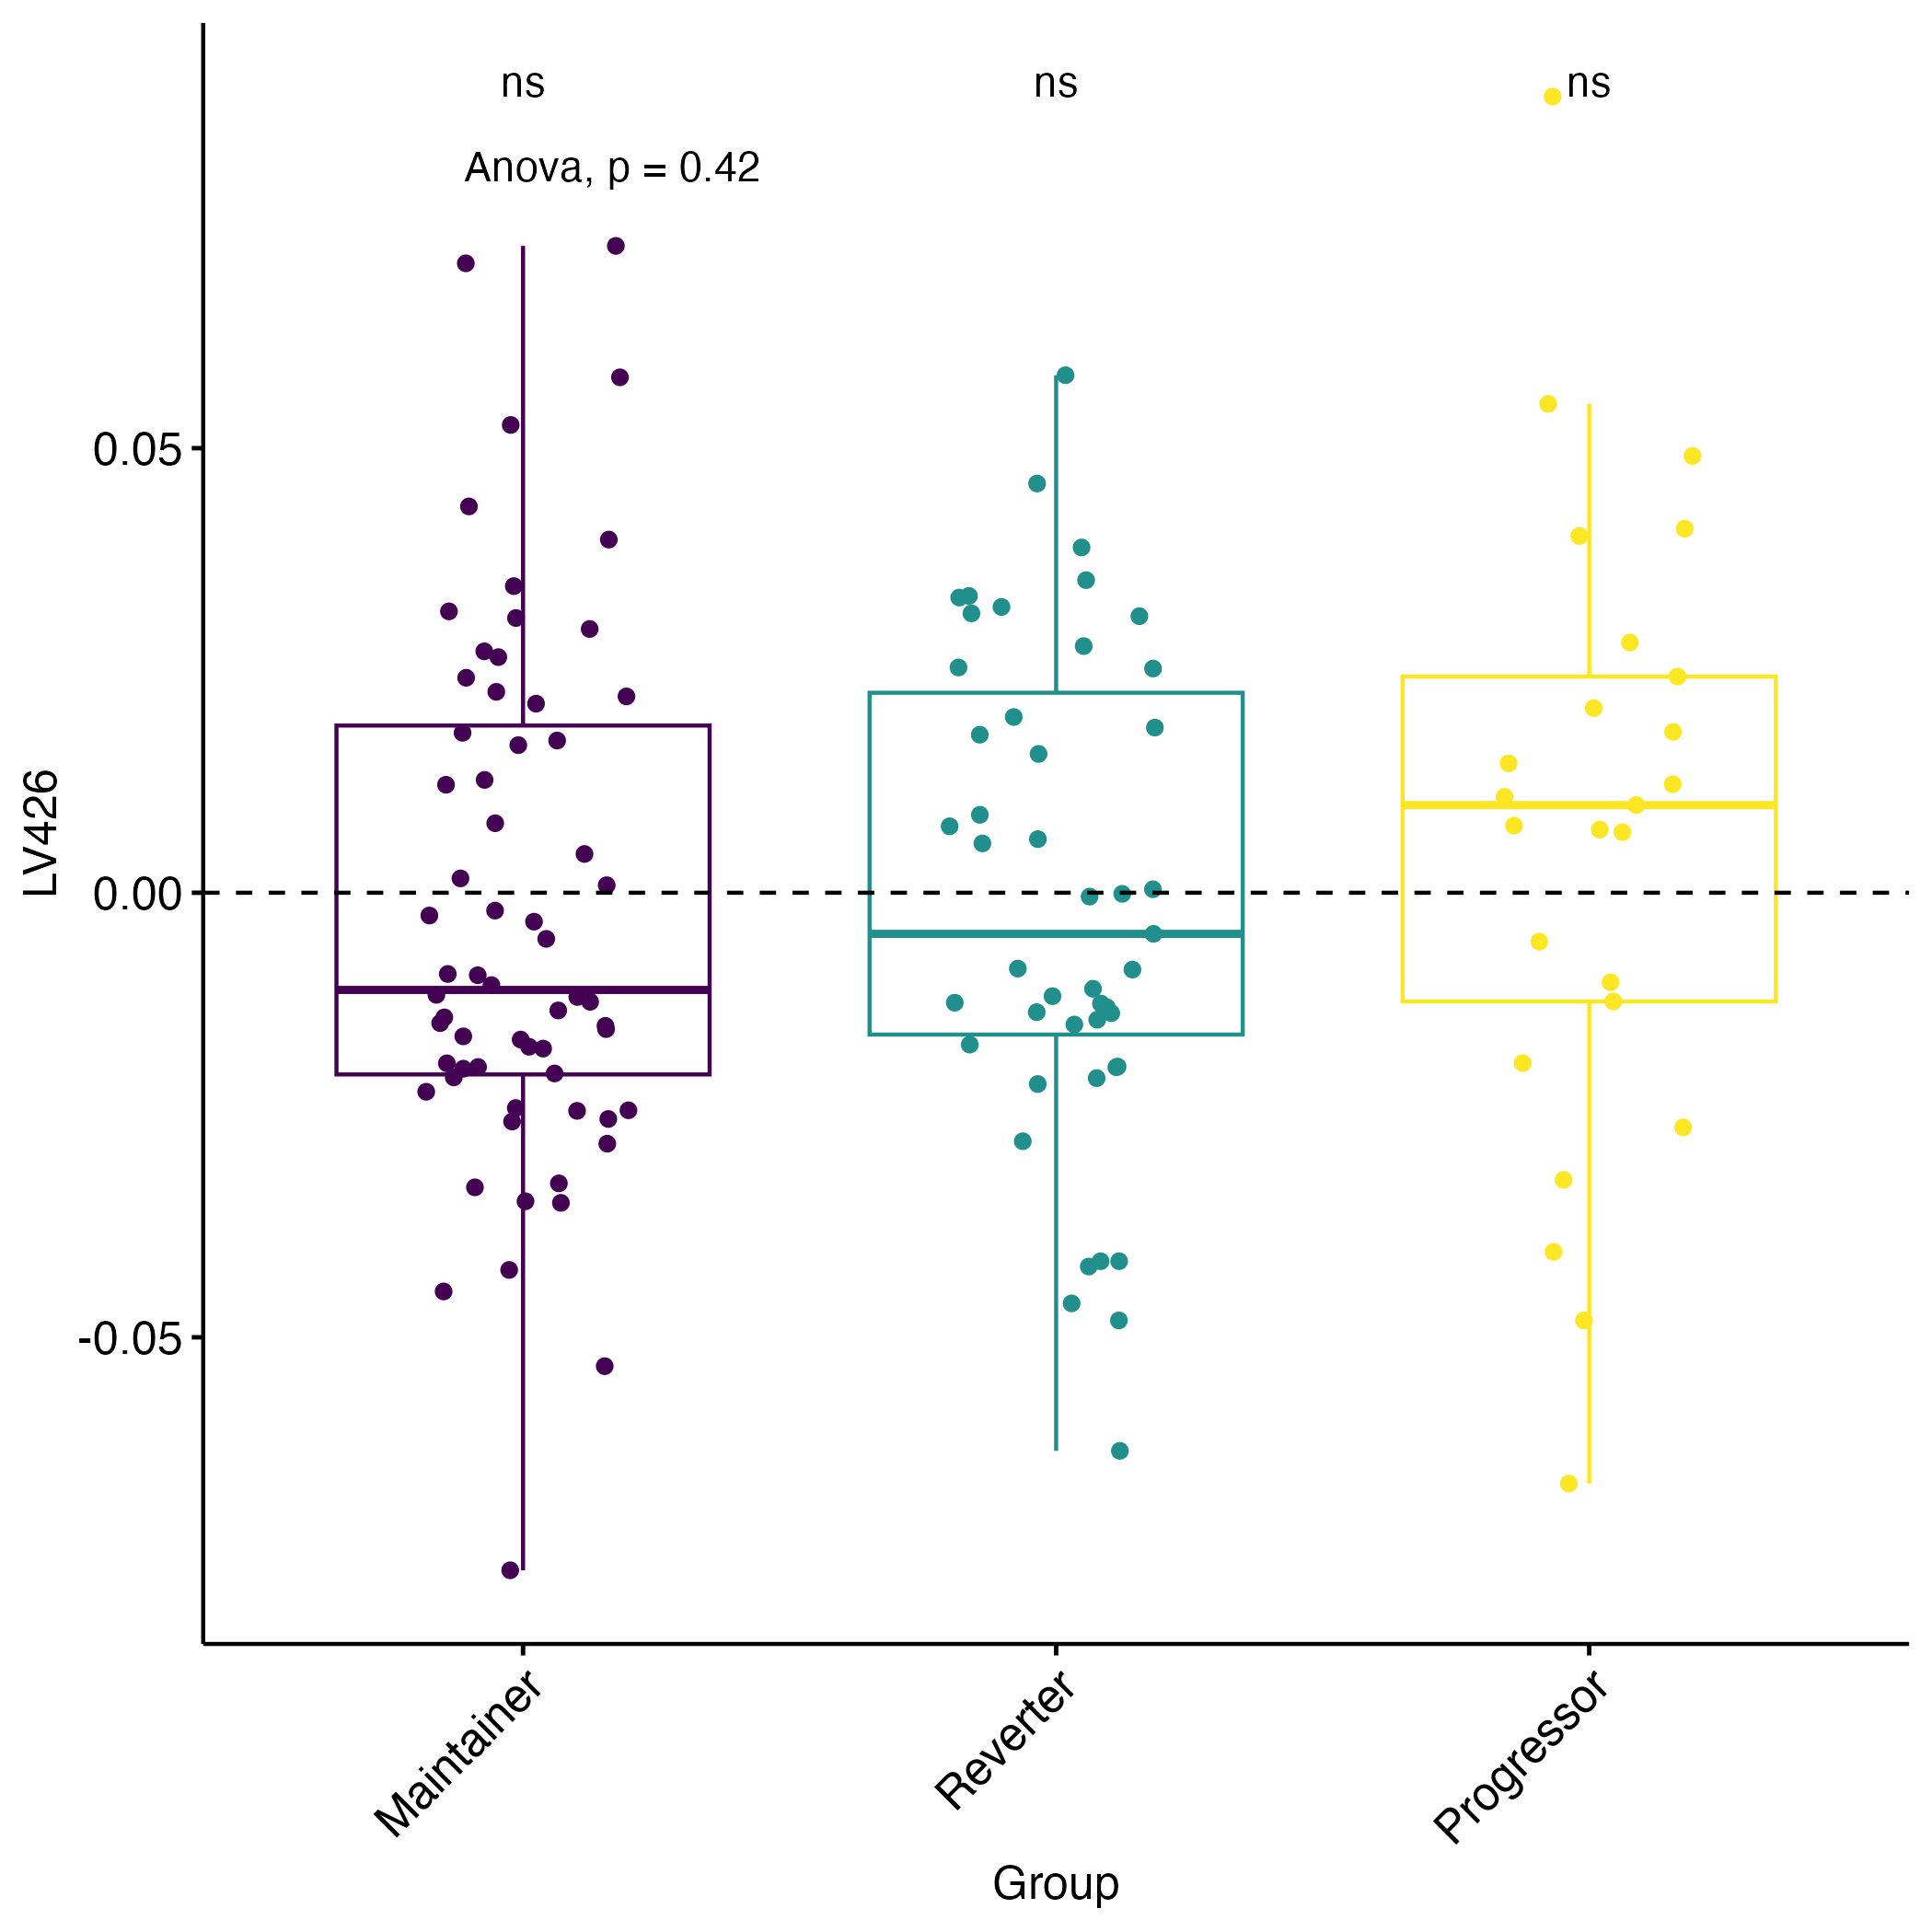 ns ns ns
Anova, p = 0.42
LV426
0.05
0.00
-0.05
Maintainer
Reverter
Progressor
Group